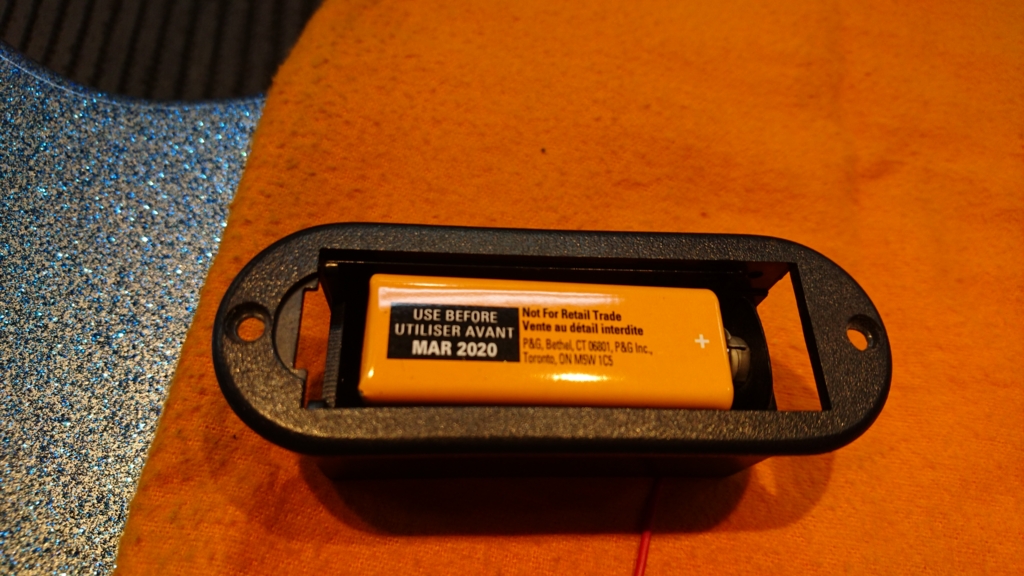 USE BEFORE
UTILISER AVANT
MAR 2020
Not For Retail Trade
Vente au détail interdite
P&G, Bethel, CT 06801, P&G Inc.,
Toronto, ON M5W 1C5
+